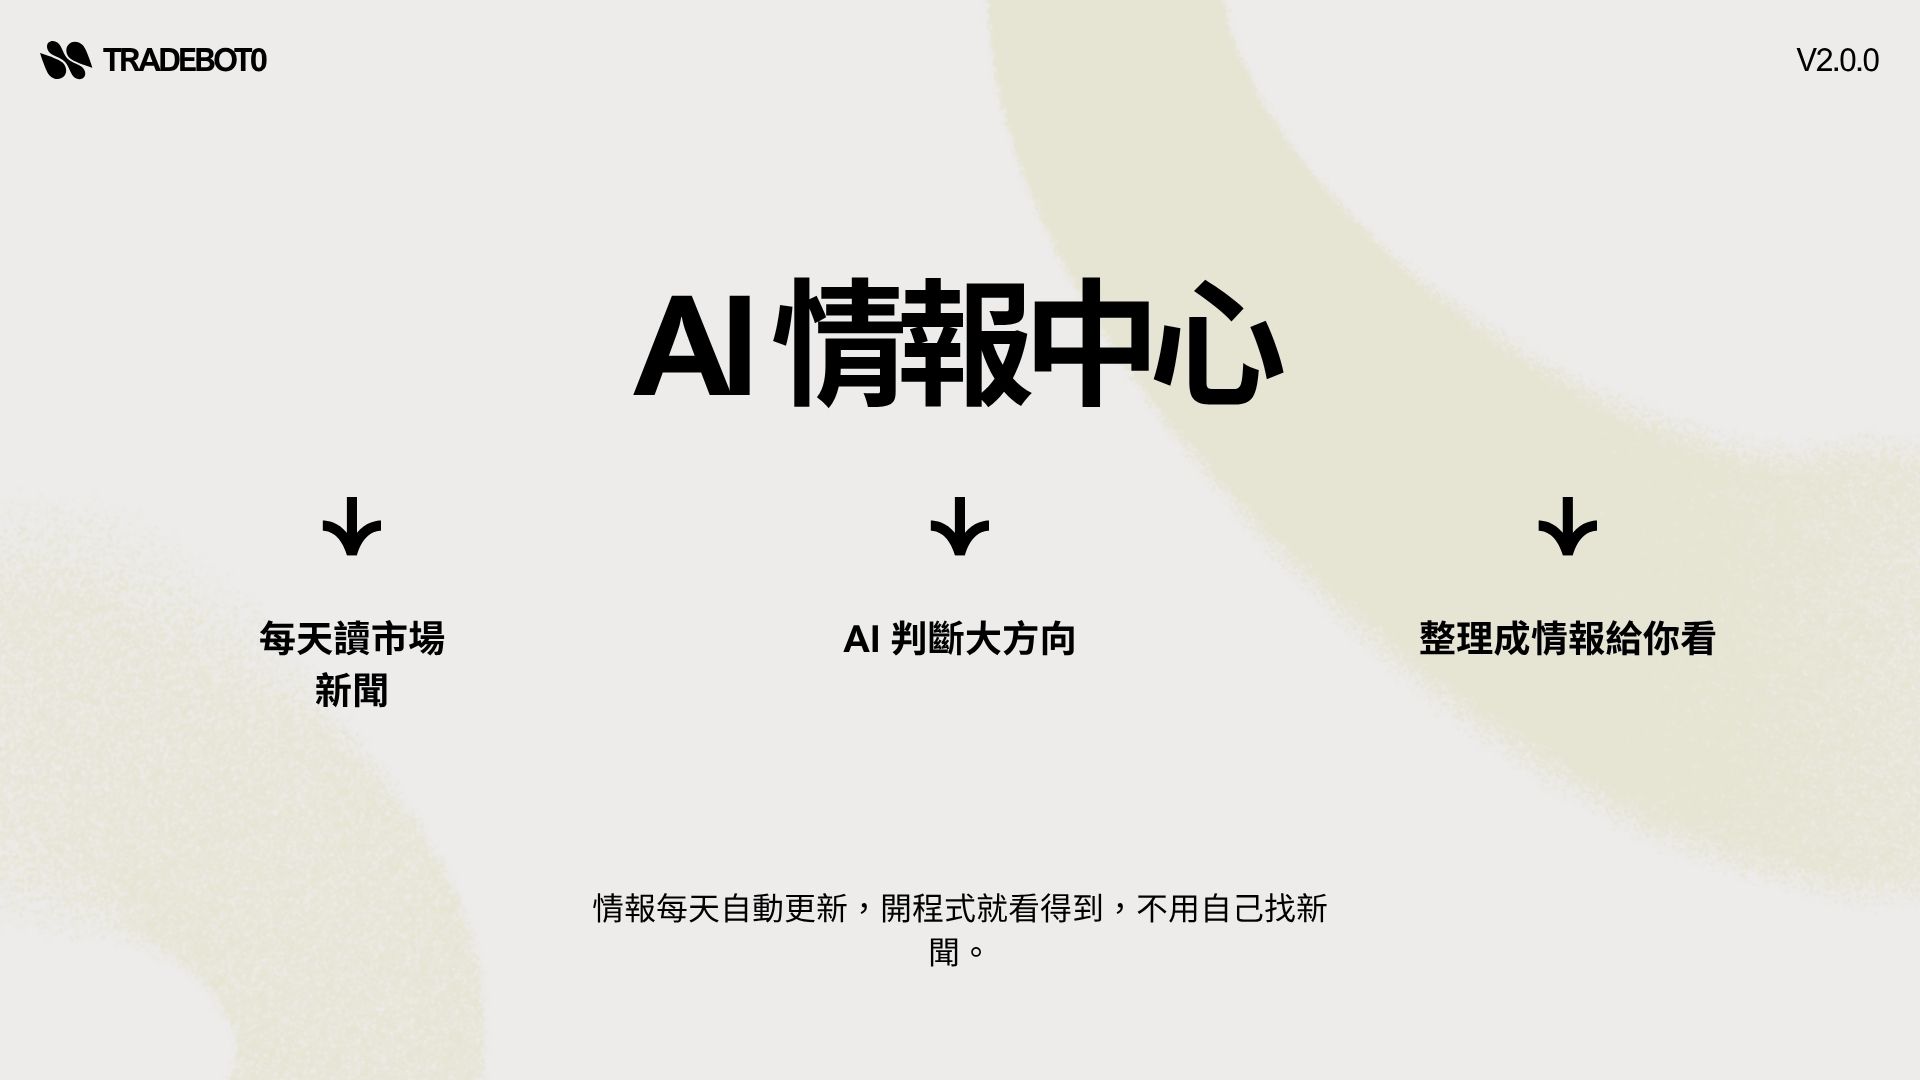 TRADEBOT0
V2.0.0
AI 情報中心
每天讀市場
新聞
AI 判斷大方向
整理成情報給你看
情報每天自動更新，開程式就看得到，不用自己找新
聞。